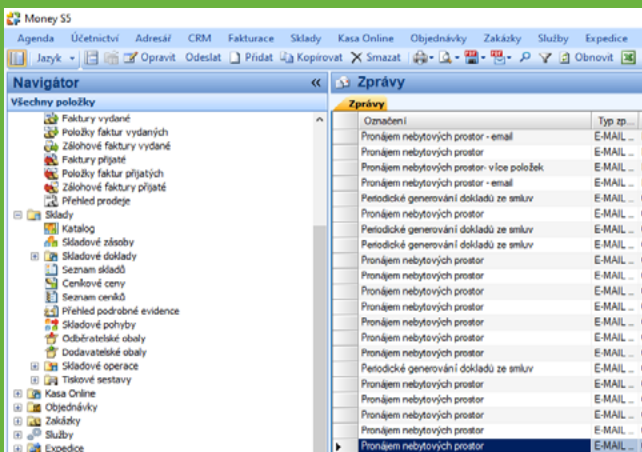 Money S5
Agenda Účetnictví Adresář CRM Fakturace Sklady Kasa Online Objednávky Zakázky Služby Expedice
Jazyk Opravit Odeslat Přidat Kopírovat Smazat Obnovit
Navigátor «
Všechny položky
Faktury vydané
Položky faktur vydaných
Zálohové faktury vydané
Faktury přijaté
Položky faktur přijatých
Zálohové faktury přijaté
Přehled prodeje
Sklady
Katalog
Skladové zásoby
Skladové doklady
Seznam skladů
Ceníkové ceny
Seznam ceníků
Přehled podrobné evidence
Skladové pohyby
Odběratelské obaly
Dodavatelské obaly
Skladové operace
Tiskové sestavy
Kasa Online
Objednávky
Zakázky
Služby
Expedice
Zprávy
Zprávy
Označení Typ zp...
Pronájem nebytových prostor - email E-MAIL ...
Pronájem nebytových prostor E-MAIL ...
Pronájem nebytových prostor- více položek E-MAIL ...
Pronájem nebytových prostor - email E-MAIL ...
Periodické generování dokladů ze smluv E-MAIL ...
Pronájem nebytových prostor E-MAIL ...
Periodické generování dokladů ze smluv E-MAIL ...
Periodické generování dokladů ze smluv E-MAIL ...
Pronájem nebytových prostor E-MAIL ...
Pronájem nebytových prostor E-MAIL ...
Pronájem nebytových prostor E-MAIL ...
Pronájem nebytových prostor E-MAIL ...
Pronájem nebytových prostor E-MAIL ...
Pronájem nebytových prostor E-MAIL ...
Pronájem nebytových prostor E-MAIL ...
Periodické generování dokladů ze smluv E-MAIL ...
Pronájem nebytových prostor E-MAIL ...
Pronájem nebytových prostor E-MAIL ...
Pronájem nebytových prostor E-MAIL ...
Pronájem nebytových prostor E-MAIL ...
Pronájem nebytových prostor E-MAIL ...